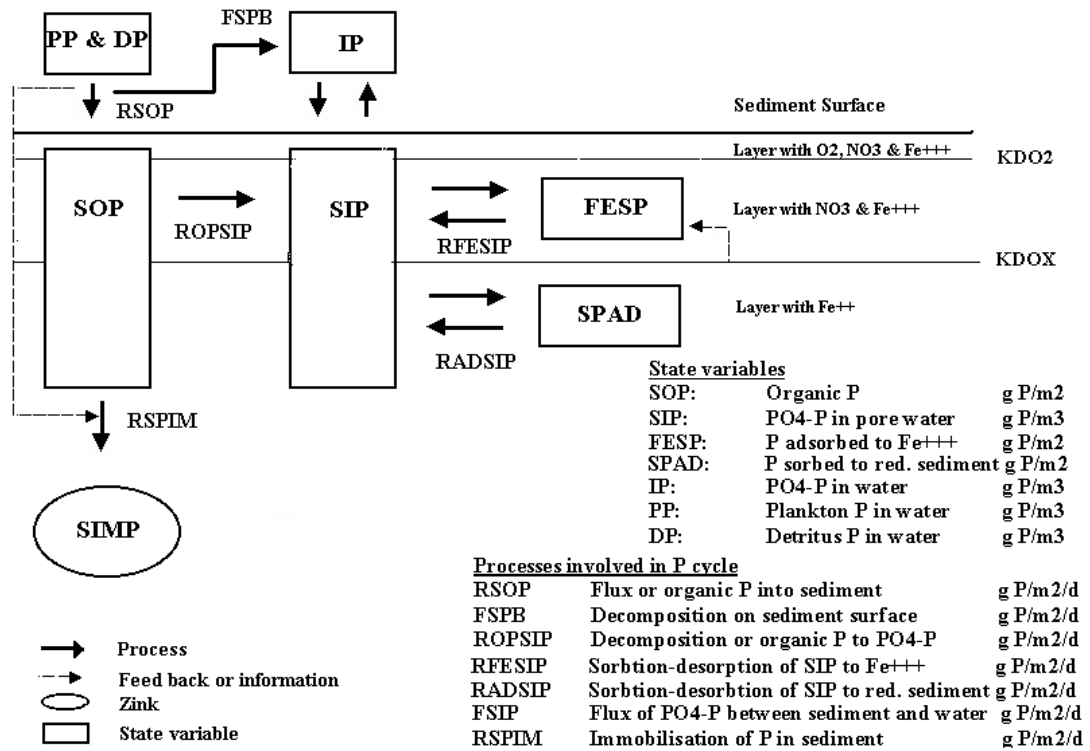 FSPB
PP & DP
IP
RSOP
Sediment Surface
Layer with O2, NO3 & Fe+++
KDO2
SOP
SIP
FESP
Layer with NO3 & Fe+++
ROPSIP
RFESIP
KDOX
SPAD
Layer with Fe++
RADSIP
State variables
SOP: Organic P g P/m2
SIP: PO4-P in pore water g P/m3
FESP: P adsorbed to Fe+++ g P/m2
SPAD: P sorbed to red. sediment g P/m2
IP: PO4-P in water g P/m3
PP: Plankton P in water g P/m3
DP: Detritus P in water g P/m3
RSPIM
SIMP
Processes involved in P cycle
RSOP Flux or organic P into sediment g P/m2/d
FSPB Decomposition on sediment surface g P/m2/d
ROPSIP Decomposition or organic P to PO4-P g P/m2/d
RFESIP Sorbtion-desorption of SIP to Fe+++ g P/m2/d
RADSIP Sorbtion-desorbtion of SIP to red. sediment g P/m2/d
FSIP Flux of PO4-P between sediment and water g P/m2/d
RSPIM Immobilisation of P in sediment g P/m2/d
Process
Feed back or information
Zink
State variable